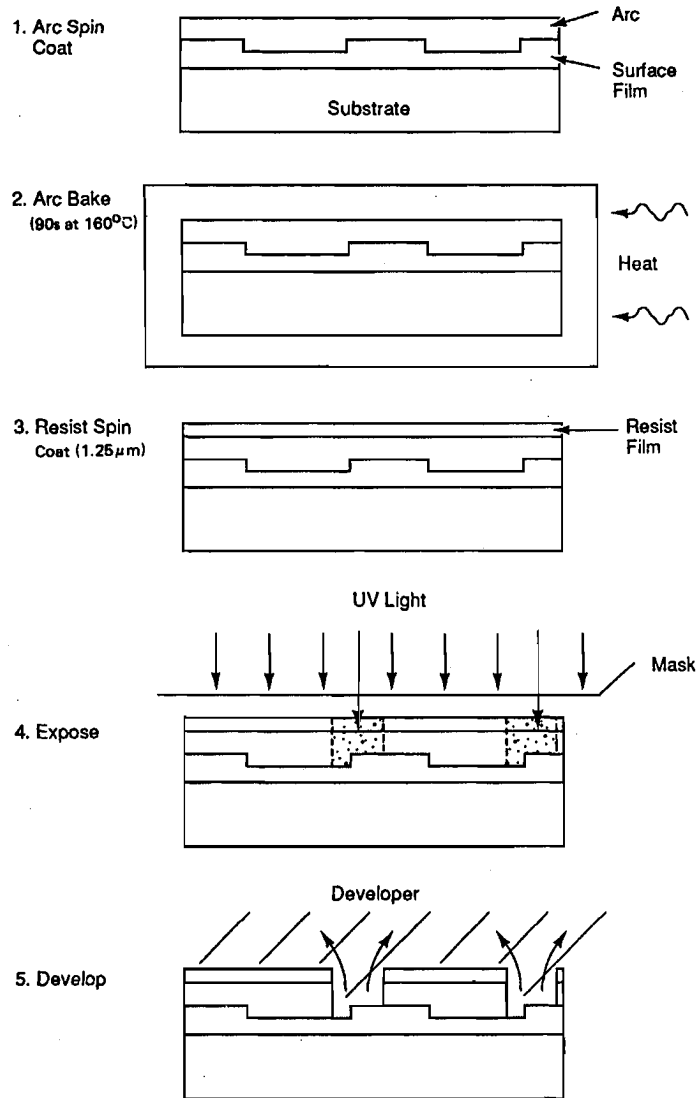 1. Arc Spin
Coat
Arc
Surface
Film
Substrate
2. Arc Bake
(90s at 160°C)
Heat
3. Resist Spin
Coat (1.25μm)
Resist
Film
UV Light
Mask
4. Expose
Developer
5. Develop